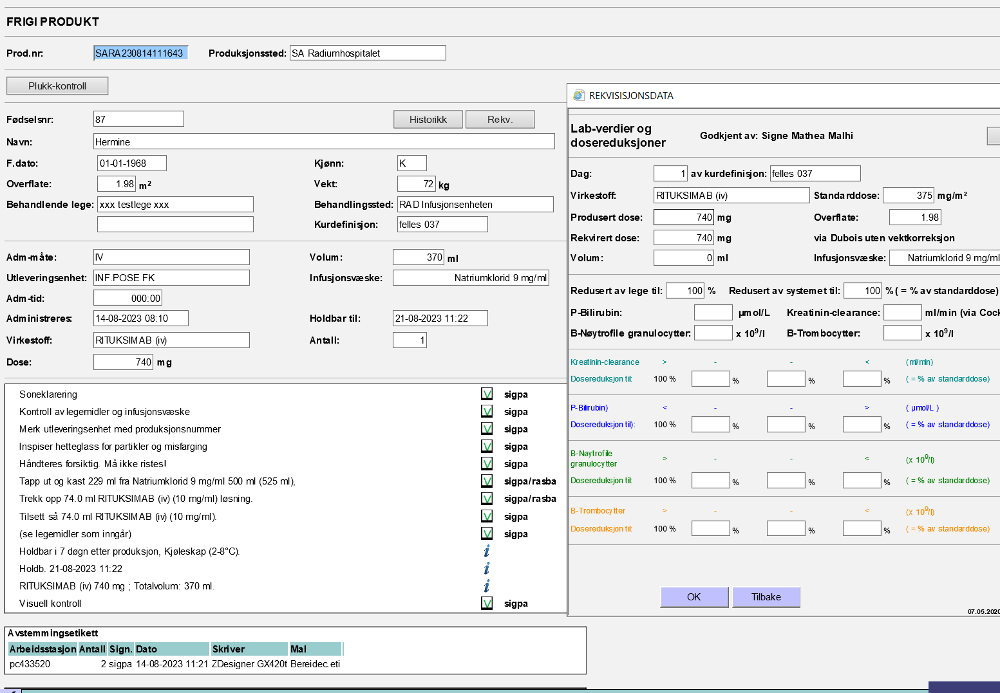 FRIGI PRODUKT
Prod.nr: SARA230814111643 Produksjonssted: SA Radiumhospitalet
Plukk-kontroll
Fødselsnr: 87 Historikk Rekv.
Navn: Hermine
F.dato: 01-01-1968 Kjønn: K
Overflate: 1.98 m² Vekt: 72 kg
Behandlende lege: xxx testlege xxx Behandlingssted: RAD Infusjonsenheten
Kurdefinisjon: felles 037
Adm-måte: IV Volum: 370 ml
Utleveringsenhet: INF.POSE FK Infusjonsvæske: Natriumklorid 9 mg/ml
Adm-tid: 000:00
Administreres: 14-08-2023 08:10 Holdbar til: 21-08-2023 11:22
Virkestoff: RITUKSIMAB (iv) Antall: 1
Dose: 740 mg
Soneklarering sigpa
Kontroll av legemidler og infusjonsvæske sigpa
Merk utleveringsenhet med produksjonsnummer sigpa
Inspiser hetteglass for partikler og misfarging sigpa
Håndteres forsiktig. Må ikke ristes! sigpa
Tapp ut og kast 229 ml fra Natriumklorid 9 mg/ml 500 ml (525 ml), sigpa/rasba
Trekk opp 74.0 ml RITUKSIMAB (iv) (10 mg/ml) løsning. sigpa/rasba
Tilsett så 74.0 ml RITUKSIMAB (iv) (10 mg/ml). sigpa
(se legemidler som inngår) sigpa
Holdbar i 7 døgn etter produksjon, Kjøleskap (2-8°C). i
Holdb. 21-08-2023 11:22 i
RITUKSIMAB (iv) 740 mg ; Totalvolum: 370 ml. i
Visuell kontroll sigpa
Avstemmingsetikett
Arbeidsstasjon Antall Sign. Dato Skriver Mal
pc433520 2 sigpa 14-08-2023 11:21 ZDesigner GX420t Bereidec.eti
REKVISISJONSDATA
Lab-verdier og
dosereduksjoner Godkjent av: Signe Mathea Malhi
Dag: 1 av kurdefinisjon: felles 037
Virkestoff: RITUKSIMAB (iv) Standarddose: 375 mg/m²
Produsert dose: 740 mg Overflate: 1.98
Rekvirert dose: 740 mg via Dubois uten vektkorreksjon
Volum: 0 ml Infusjonsvæske: Natriumklorid 9 mg/ml
Redusert av lege til: 100 % Redusert av systemet til: 100 % ( = % av standarddose)
P-Bilirubin: µmol/L Kreatinin-clearance: ml/min (via Cock
B-Nøytrofile granulocytter: x 10⁹/l B-Trombocytter: x 10⁹/l
Kreatinin-clearance > - - < (ml/min)
Dosereduksjon til: 100 % % % % ( = % av standarddose)
P-Bilirubin) < - - > ( µmol/L )
Dosereduksjon til): 100 % % % % ( = % av standarddose)
B-Nøytrofile
granulocytter > - - < (x 10⁹/l)
Dosereduksjon til: 100 % % % % ( = % av standarddose)
B-Trombocytter > - - < (x 10⁹/l)
Dosereduksjon til: 100 % % % % ( = % av standarddose)
OK Tilbake
07.05.2020